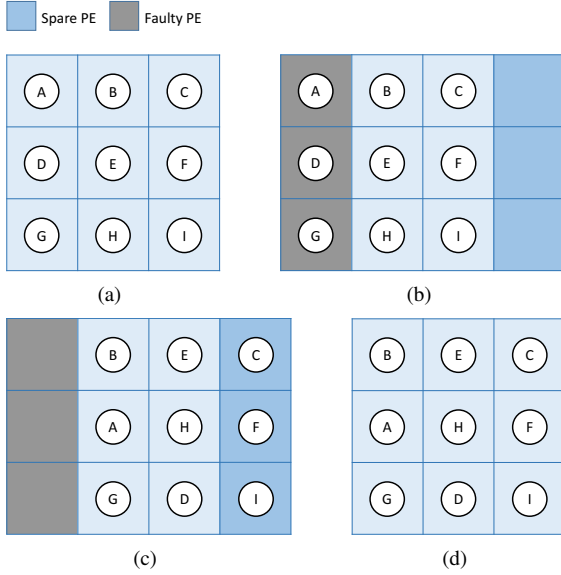 Spare PE Faulty PE
A B C A B C
D E F D E F
G H I G H I
(a) (b)
B E C B E C
A H F A H F
G D I G D I
(c) (d)